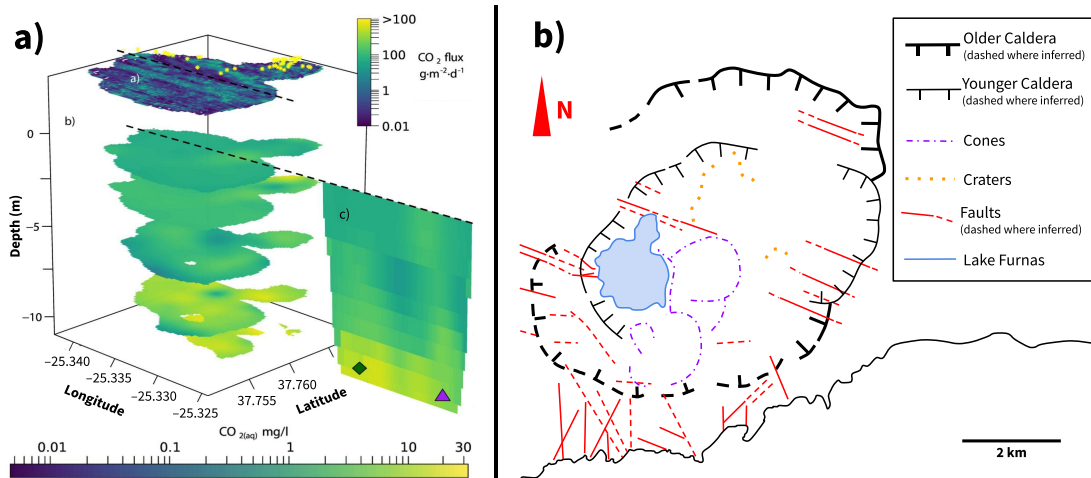 a)
>100
100
1
0.01
CO 2 flux
g·m⁻²·d⁻¹
a)
b)
0
c)
−5
−10
Depth (m)
−25.340
−25.335
−25.330
−25.325
Longitude
37.755
37.760
Latitude
CO 2(aq) mg/l
0.01
0.1
1
10
30
b)
N
Older Caldera
(dashed where inferred)
Younger Caldera
(dashed where inferred)
Cones
Craters
Faults
(dashed where inferred)
Lake Furnas
2 km